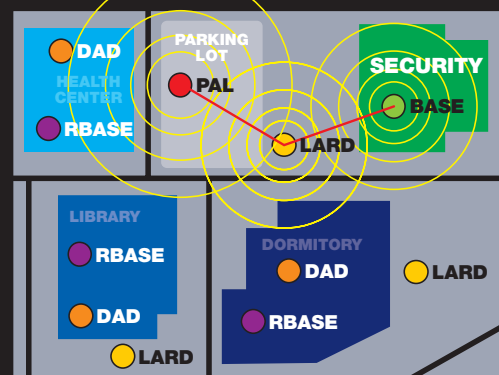 DAD
HEALTH
CENTER
RBASE
PARKING
LOT
PAL
SECURITY
BASE
LARD
LIBRARY
RBASE
DAD
LARD
DORMITORY
DAD
RBASE
LARD